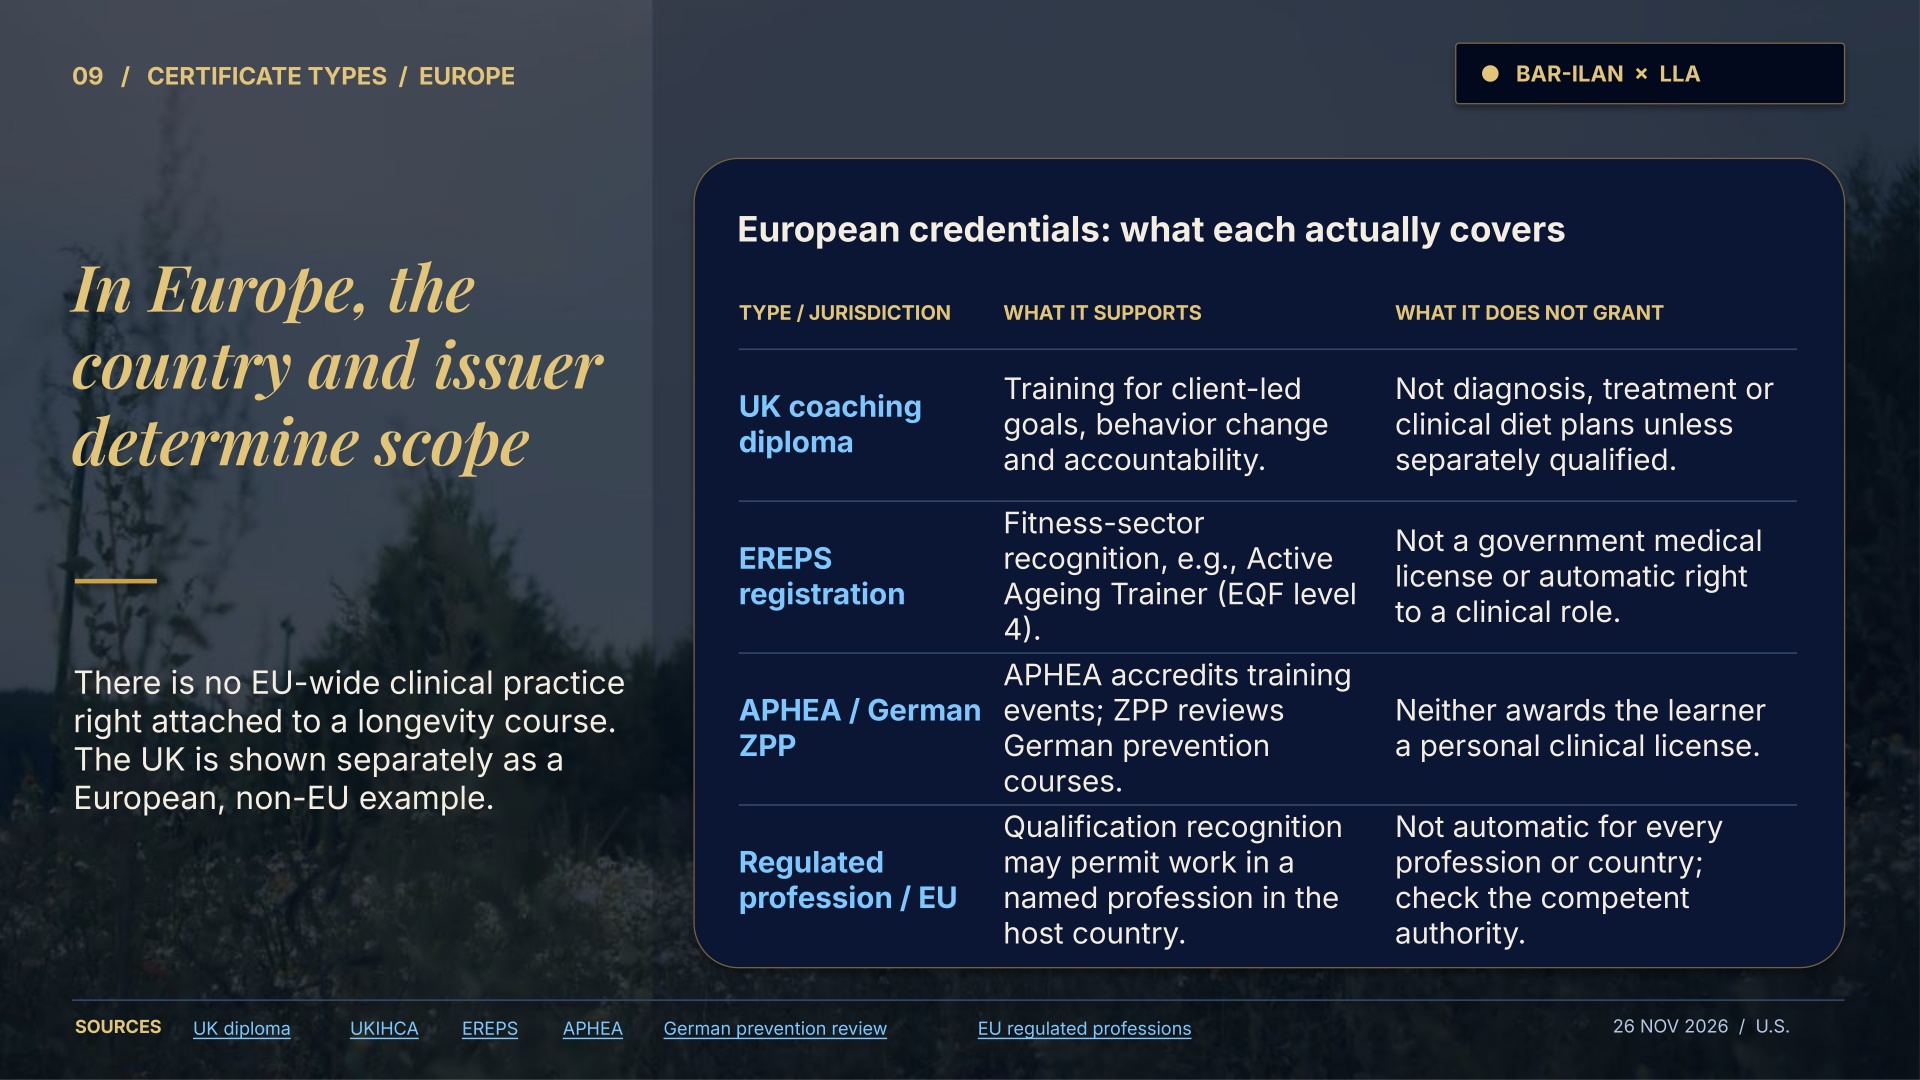 09 / CERTIFICATE TYPES / EUROPE
BAR-ILAN × LLA
In Europe, the
country and issuer
determine scope
There is no EU-wide clinical practice
right attached to a longevity course.
The UK is shown separately as a
European, non-EU example.
European credentials: what each actually covers
TYPE / JURISDICTION
WHAT IT SUPPORTS
WHAT IT DOES NOT GRANT
UK coaching
diploma
Training for client-led
goals, behavior change
and accountability.
Not diagnosis, treatment or
clinical diet plans unless
separately qualified.
EREPS
registration
Fitness-sector
recognition, e.g., Active
Ageing Trainer (EQF level
4).
Not a government medical
license or automatic right
to a clinical role.
APHEA / German
ZPP
APHEA accredits training
events; ZPP reviews
German prevention
courses.
Neither awards the learner
a personal clinical license.
Regulated
profession / EU
Qualification recognition
may permit work in a
named profession in the
host country.
Not automatic for every
profession or country;
check the competent
authority.
SOURCES UK diploma UKIHCA EREPS APHEA German prevention review EU regulated professions
26 NOV 2026 / U.S.